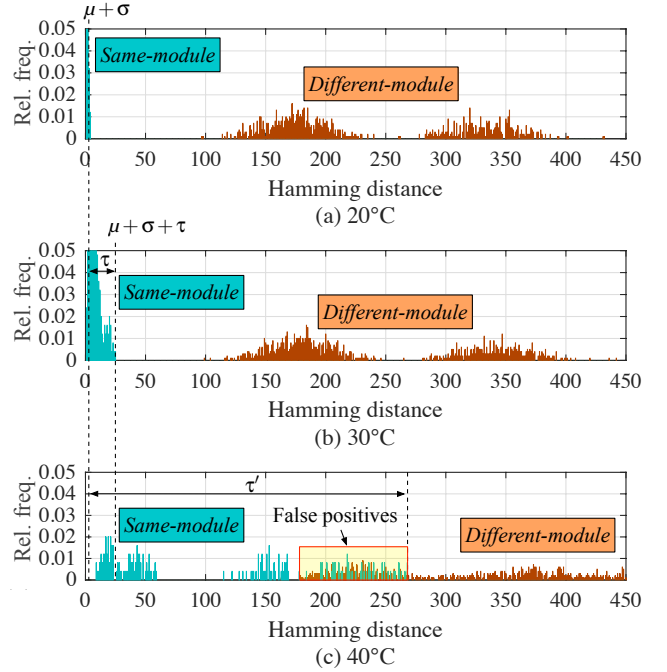 μ+σ
0.05
0.04
0.03
0.02
0.01
0
Rel. freq.
Same-module
Different-module
0 50 100 150 200 250 300 350 400 450
Hamming distance
(a) 20°C
μ+σ+τ
0.05
0.04
0.03
0.02
0.01
0
Rel. freq.
τ
Same-module
Different-module
0 50 100 150 200 250 300 350 400 450
Hamming distance
(b) 30°C
0.05
0.04
0.03
0.02
0.01
0
Rel. freq.
τ′
Same-module
False positives
Different-module
0 50 100 150 200 250 300 350 400 450
Hamming distance
(c) 40°C